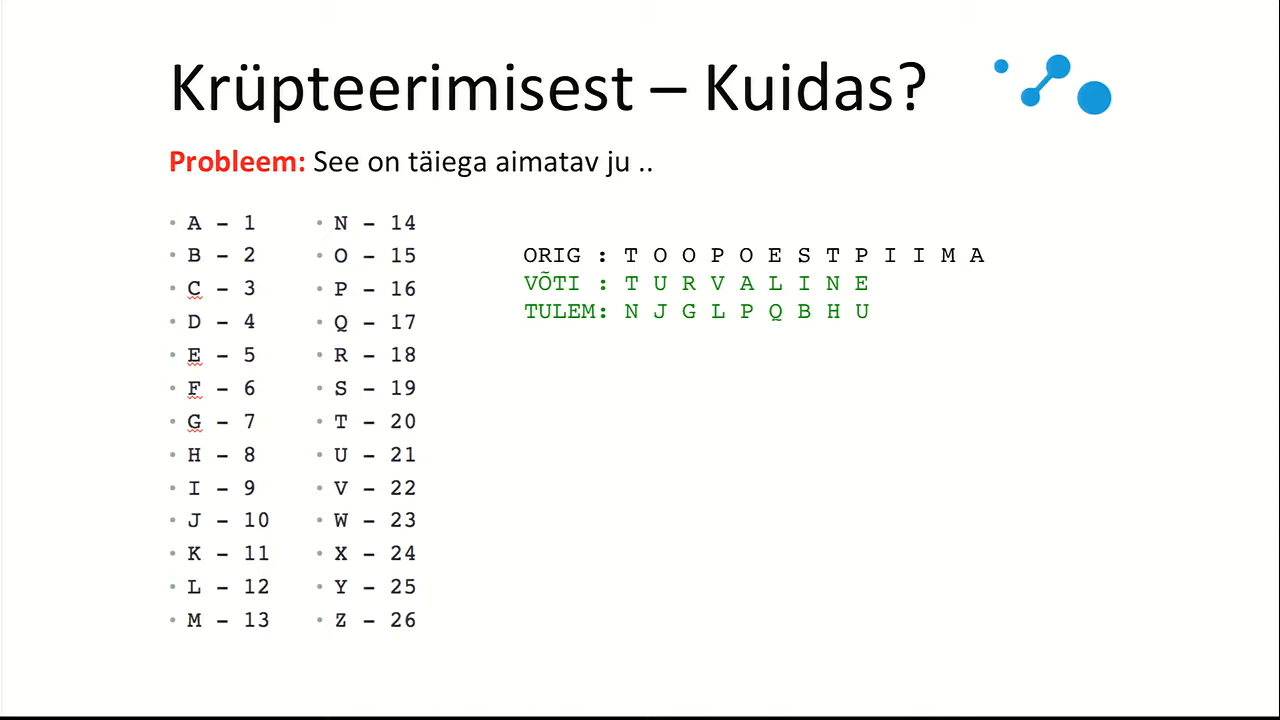 Krüpteerimisest – Kuidas?
Probleem: See on täiega aimatav ju ..
• A – 1
• B – 2
• C – 3
• D – 4
• E – 5
• F – 6
• G – 7
• H – 8
• I – 9
• J – 10
• K – 11
• L – 12
• M – 13
• N – 14
• O – 15
• P – 16
• Q – 17
• R – 18
• S – 19
• T – 20
• U – 21
• V – 22
• W – 23
• X – 24
• Y – 25
• Z – 26
ORIG : T O O P O E S T P I I M A
VÕTI : T U R V A L I N E
TULEM: N J G L P Q B H U